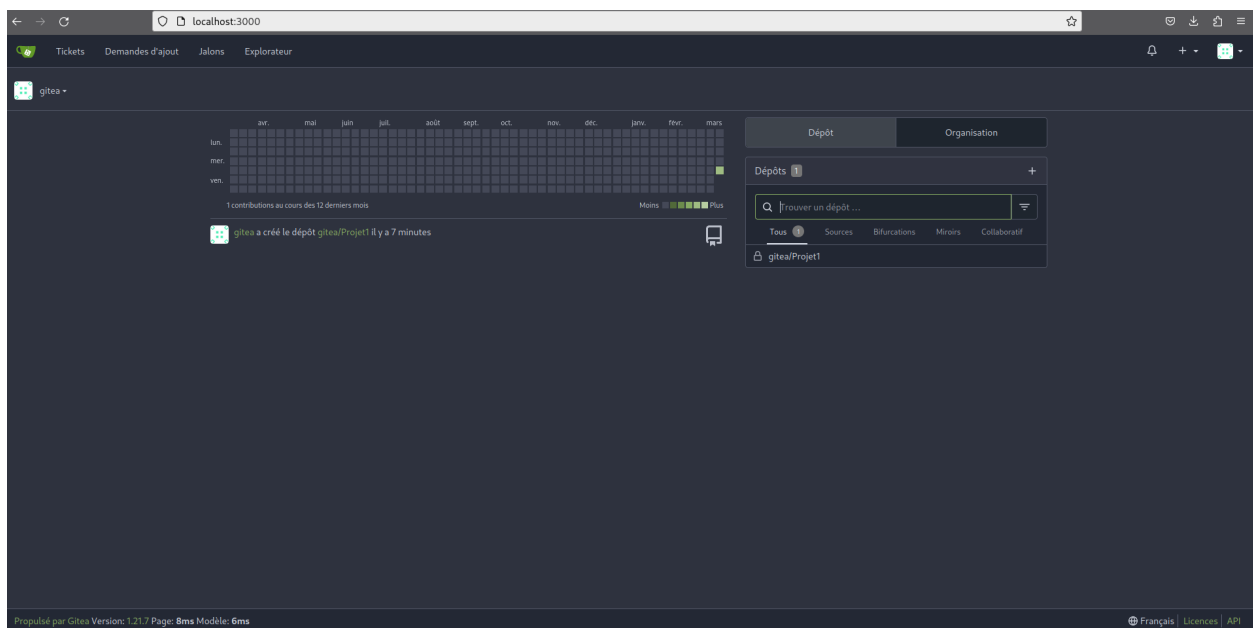 localhost:3000
Tickets Demandes d'ajout Jalons Explorateur
gitea
avr. mai juin juil. août sept. oct. nov. déc. janv. févr. mars
lun.
mer.
ven.
1 contributions au cours des 12 derniers mois
Moins Plus
gitea a créé le dépôt gitea/Projet1 il y a 7 minutes
Dépôt Organisation
Dépôts 1
Trouver un dépôt ...
Tous 1 Sources Bifurcations Miroirs Collaboratif
gitea/Projet1
Propulsé par Gitea Version: 1.21.7 Page: 8ms Modèle: 6ms
Français Licences API